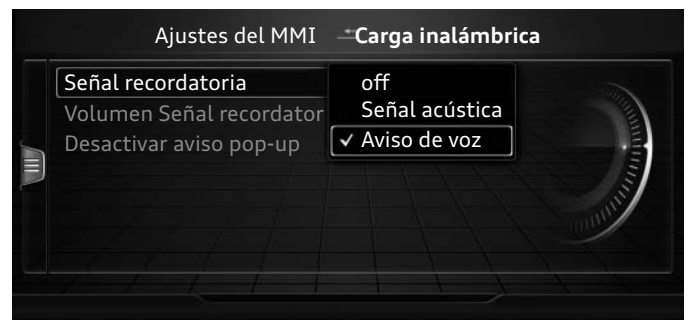 Ajustes del MMI Carga inalámbrica
Señal recordatoria
Volumen Señal recordator
Desactivar aviso pop-up
off
Señal acústica
✓ Aviso de voz